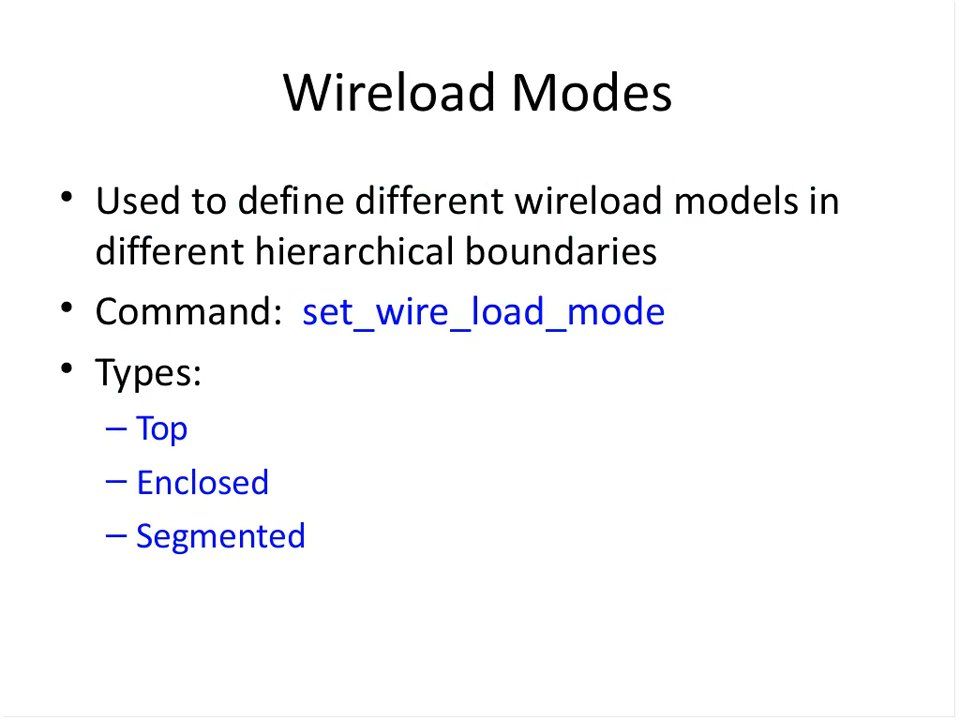 Wireload Modes
• Used to define different wireload models in
different hierarchical boundaries
• Command: set_wire_load_mode
• Types:
– Top
– Enclosed
– Segmented